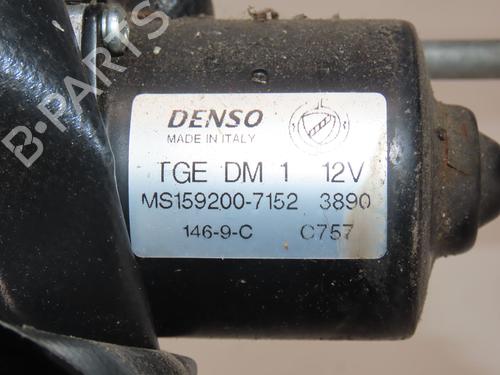 B-PARTS
DENSO
MADE IN ITALY
TGE DM 1 12V
MS159200-7152 3890
146-9-C C757